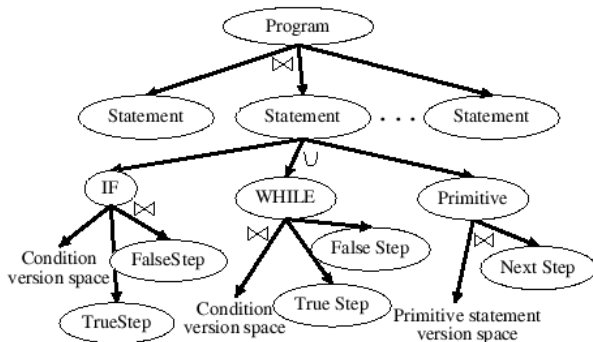 Program
⋈
Statement
Statement
. . .
Statement
∪
IF
WHILE
Primitive
⋈
⋈
⋈
Condition
version space
FalseStep
False Step
Next Step
TrueStep
Condition
version space
True Step
Primitive statement
version space